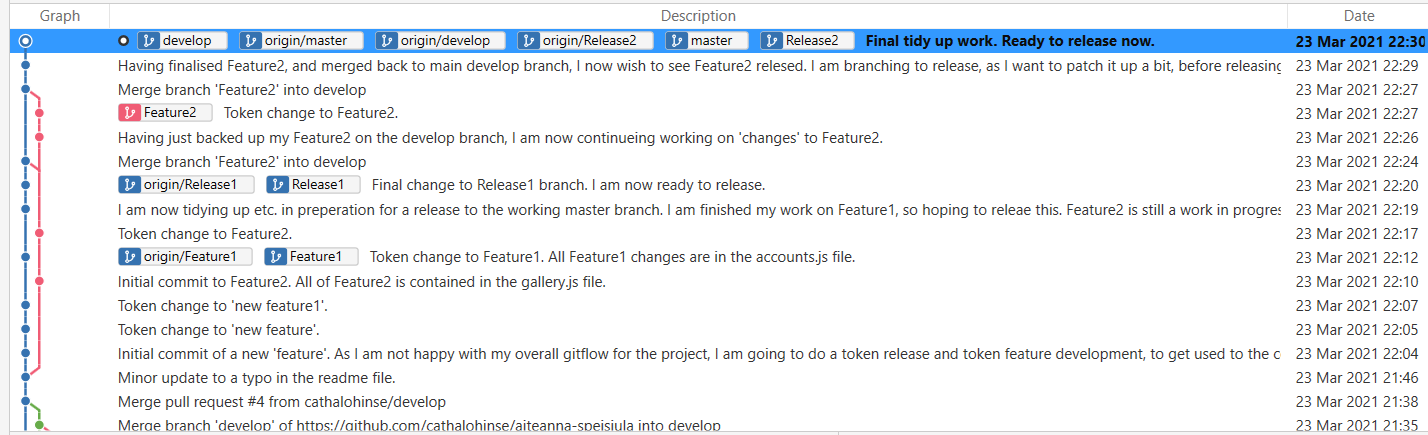 Graph Description Date
develop origin/master origin/develop origin/Release2 master Release2 Final tidy up work. Ready to release now. 23 Mar 2021 22:30
Having finalised Feature2, and merged back to main develop branch, I now wish to see Feature2 relesed. I am branching to release, as I want to patch it up a bit, before releasing 23 Mar 2021 22:29
Merge branch 'Feature2' into develop 23 Mar 2021 22:27
Feature2 Token change to Feature2. 23 Mar 2021 22:27
Having just backed up my Feature2 on the develop branch, I am now continueing working on 'changes' to Feature2. 23 Mar 2021 22:26
Merge branch 'Feature2' into develop 23 Mar 2021 22:24
origin/Release1 Release1 Final change to Release1 branch. I am now ready to release. 23 Mar 2021 22:20
I am now tidying up etc. in preperation for a release to the working master branch. I am finished my work on Feature1, so hoping to releae this. Feature2 is still a work in progres 23 Mar 2021 22:19
Token change to Feature2. 23 Mar 2021 22:17
origin/Feature1 Feature1 Token change to Feature1. All Feature1 changes are in the accounts.js file. 23 Mar 2021 22:12
Initial commit to Feature2. All of Feature2 is contained in the gallery.js file. 23 Mar 2021 22:10
Token change to 'new feature1'. 23 Mar 2021 22:07
Token change to 'new feature'. 23 Mar 2021 22:05
Initial commit of a new 'feature'. As I am not happy with my overall gitflow for the project, I am going to do a token release and token feature development, to get used to the c 23 Mar 2021 22:04
Minor update to a typo in the readme file. 23 Mar 2021 21:46
Merge pull request #4 from cathalohinse/develop 23 Mar 2021 21:38
Merge branch 'develop' of https://github.com/cathalohinse/aiteanna-speisiula into develop 23 Mar 2021 21:35